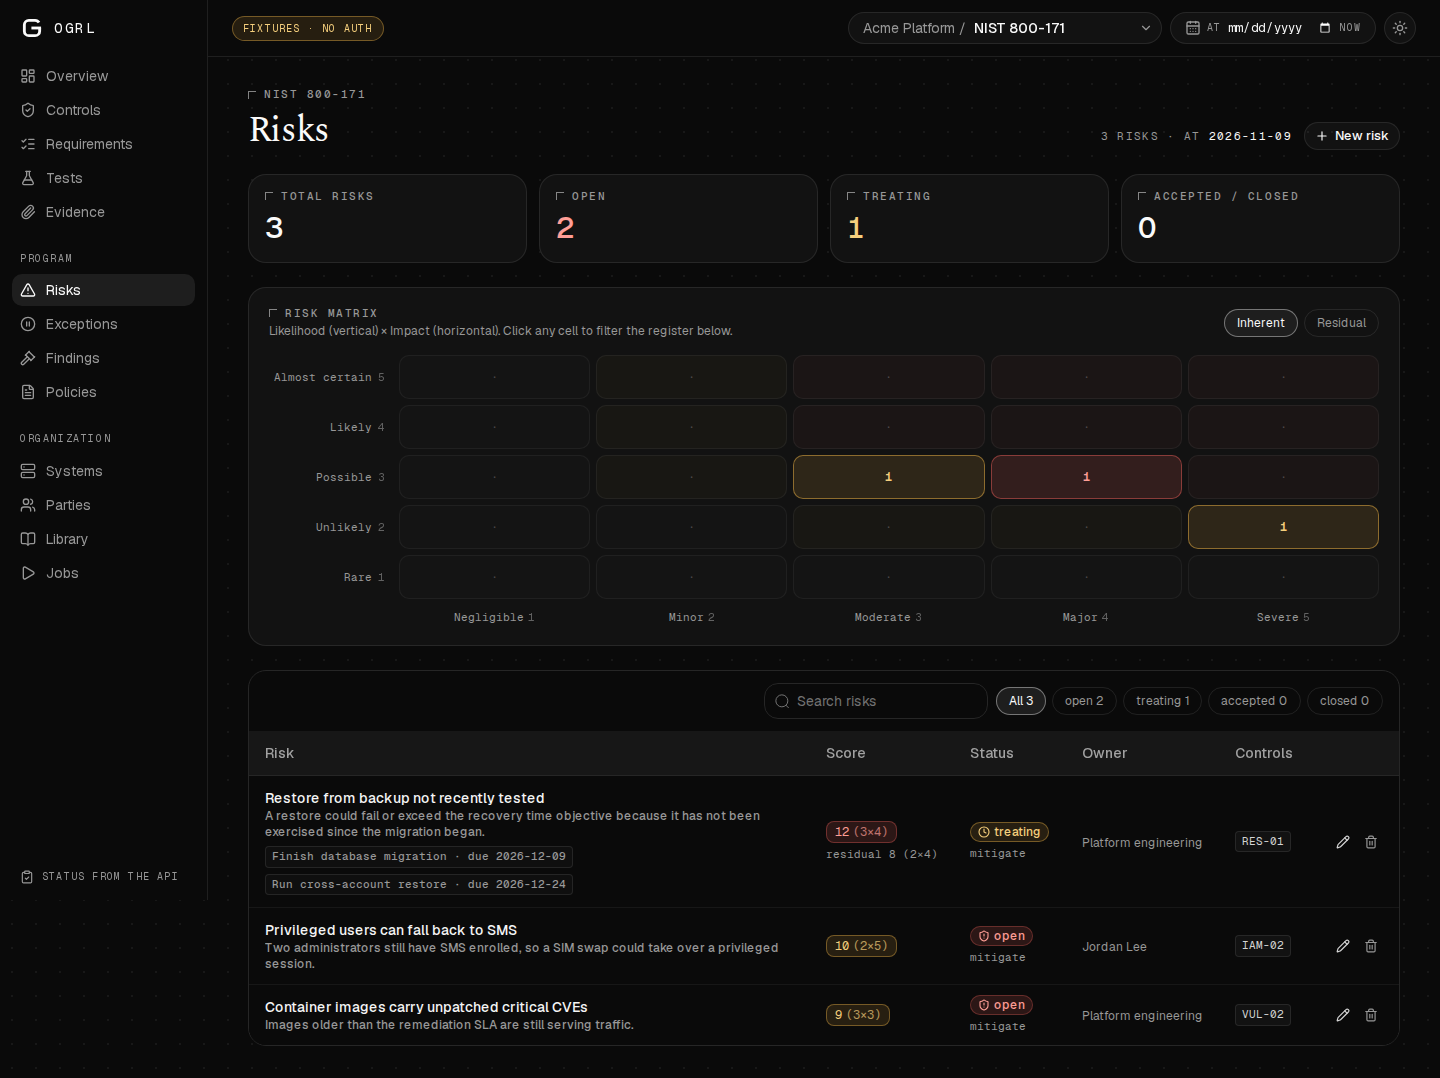 OGRL
FIXTURES · NO AUTH
Acme Platform / NIST 800-171
AT mm/dd/yyyy NOW
Overview
Controls
Requirements
Tests
Evidence
PROGRAM
Risks
Exceptions
Findings
Policies
ORGANIZATION
Systems
Parties
Library
Jobs
STATUS FROM THE API
NIST 800-171
Risks
3 RISKS · AT 2026-11-09
New risk
TOTAL RISKS
3
OPEN
2
TREATING
1
ACCEPTED / CLOSED
0
RISK MATRIX
Likelihood (vertical) × Impact (horizontal). Click any cell to filter the register below.
Inherent Residual
Almost certain 5 · · · · ·
Likely 4 · · · · ·
Possible 3 · · 1 1 ·
Unlikely 2 · · · · 1
Rare 1 · · · · ·
Negligible 1 Minor 2 Moderate 3 Major 4 Severe 5
Search risks All 3 open 2 treating 1 accepted 0 closed 0
Risk Score Status Owner Controls
Restore from backup not recently tested
A restore could fail or exceed the recovery time objective because it has not been
exercised since the migration began.
Finish database migration · due 2026-12-09
Run cross-account restore · due 2026-12-24
12 (3×4)
residual 8 (2×4)
treating
mitigate
Platform engineering
RES-01
Privileged users can fall back to SMS
Two administrators still have SMS enrolled, so a SIM swap could take over a privileged
session.
10 (2×5)
open
mitigate
Jordan Lee
IAM-02
Container images carry unpatched critical CVEs
Images older than the remediation SLA are still serving traffic.
9 (3×3)
open
mitigate
Platform engineering
VUL-02